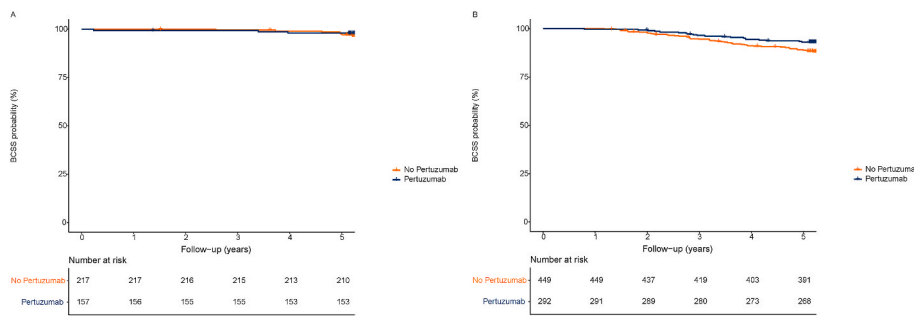 A
100
75
50
25
0
BCSS probability (%)
0 1 2 3 4 5
Follow-up (years)
No Pertuzumab
Pertuzumab
Number at risk
No Pertuzumab 217 217 216 215 213 210
Pertuzumab 157 156 155 155 153 153
B
100
75
50
25
0
BCSS probability (%)
0 1 2 3 4 5
Follow-up (years)
No Pertuzuma
Pertuzumab
Number at risk
No Pertuzumab 449 449 437 419 403 391
Pertuzumab 292 291 289 280 273 268